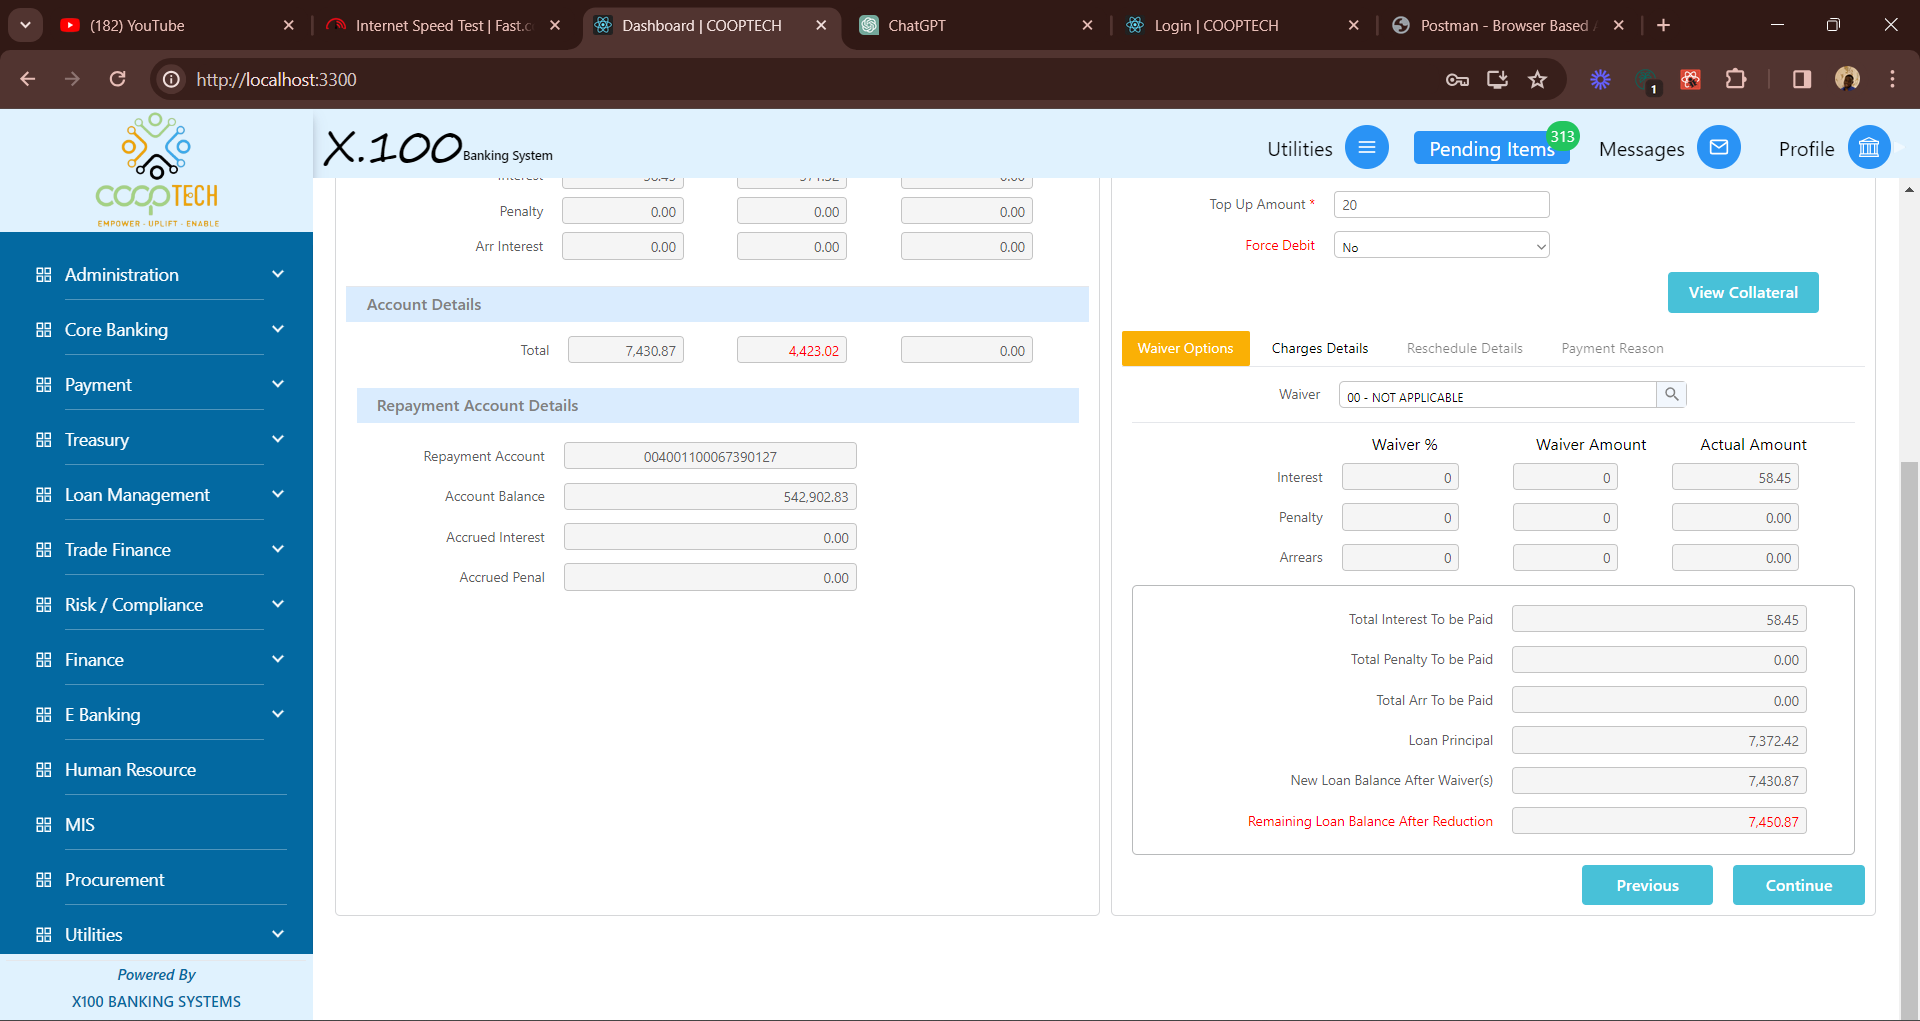 (182) YouTube
Internet Speed Test | Fast.c
Dashboard | COOPTECH
ChatGPT
Login | COOPTECH
Postman - Browser Based
http://localhost:3300
1
COOPTECH
EMPOWER - UPLIFT - ENABLE
X.100 Banking System
Utilities
Pending Items
313
Messages
Profile
Administration
Core Banking
Payment
Treasury
Loan Management
Trade Finance
Risk / Compliance
Finance
E Banking
Human Resource
MIS
Procurement
Utilities
Powered By
X100 BANKING SYSTEMS
Penalty 0.00 0.00 0.00
Arr Interest 0.00 0.00 0.00
Account Details
Total 7,430.87 4,423.02 0.00
Repayment Account Details
Repayment Account 004001100067390127
Account Balance 542,902.83
Accrued Interest 0.00
Accrued Penal 0.00
Top Up Amount * 20
Force Debit No
View Collateral
Waiver Options Charges Details Reschedule Details Payment Reason
Waiver 00 - NOT APPLICABLE
Waiver % Waiver Amount Actual Amount
Interest 0 0 58.45
Penalty 0 0 0.00
Arrears 0 0 0.00
Total Interest To be Paid 58.45
Total Penalty To be Paid 0.00
Total Arr To be Paid 0.00
Loan Principal 7,372.42
New Loan Balance After Waiver(s) 7,430.87
Remaining Loan Balance After Reduction 7,450.87
Previous Continue